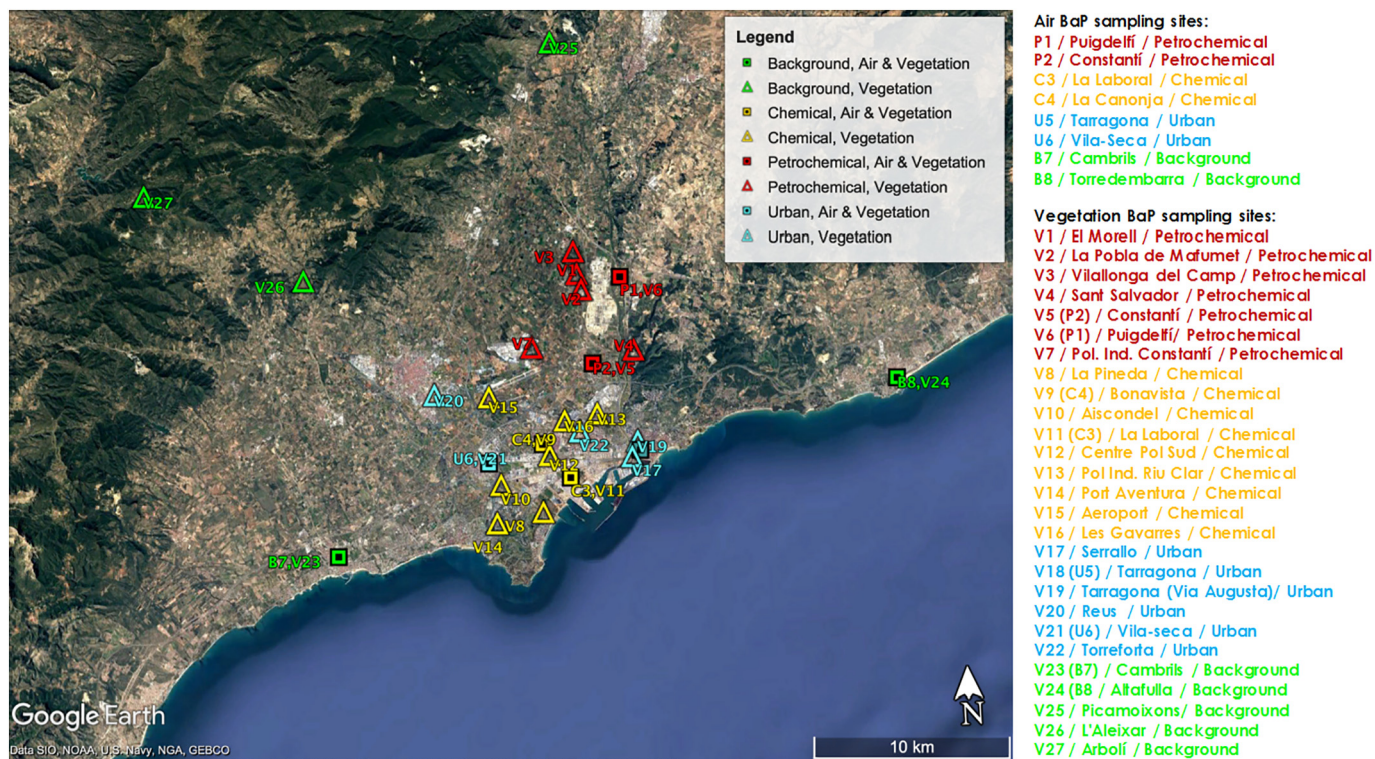 V25
V27
V26
V3
V1
V2
P1,V6
V7
V4
P2,V5
B8,V24
V20
V15
V13
V16
C4,V9
V22
V19
U6,V21
V12
V17
C3,V11
V10
V8
V14
B7,V23
Legend
Background, Air & Vegetation
Background, Vegetation
Chemical, Air & Vegetation
Chemical, Vegetation
Petrochemical, Air & Vegetation
Petrochemical, Vegetation
Urban, Air & Vegetation
Urban, Vegetation
N
10 km
Google Earth
Data SIO, NOAA, U.S. Navy, NGA, GEBCO
Air BaP sampling sites:
P1 / Puigdelfí / Petrochemical
P2 / Constantí / Petrochemical
C3 / La Laboral / Chemical
C4 / La Canonja / Chemical
U5 / Tarragona / Urban
U6 / Vila-Seca / Urban
B7 / Cambrils / Background
B8 / Torredembarra / Background
Vegetation BaP sampling sites:
V1 / El Morell / Petrochemical
V2 / La Pobla de Mafumet / Petrochemical
V3 / Vilallonga del Camp / Petrochemical
V4 / Sant Salvador / Petrochemical
V5 (P2) / Constantí / Petrochemical
V6 (P1) / Puigdelfí/ Petrochemical
V7 / Pol. Ind. Constantí / Petrochemical
V8 / La Pineda / Chemical
V9 (C4) / Bonavista / Chemical
V10 / Aiscondel / Chemical
V11 (C3) / La Laboral / Chemical
V12 / Centre Pol Sud / Chemical
V13 / Pol Ind. Riu Clar / Chemical
V14 / Port Aventura / Chemical
V15 / Aeroport / Chemical
V16 / Les Gavarres / Chemical
V17 / Serrallo / Urban
V18 (U5) / Tarragona / Urban
V19 / Tarragona (Via Augusta)/ Urban
V20 / Reus / Urban
V21 (U6) / Vila-seca / Urban
V22 / Torreforta / Urban
V23 (B7) / Cambrils / Background
V24 (B8 / Altafulla / Background
V25 / Picamoixons/ Background
V26 / L'Aleixar / Background
V27 / Arbolí / Background